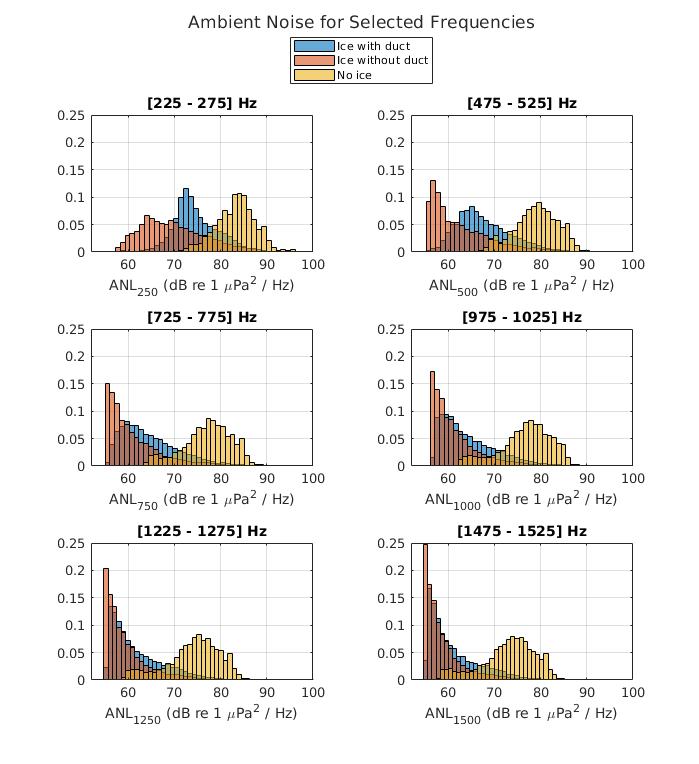 Ambient Noise for Selected Frequencies
Ice with duct
Ice without duct
No ice
[225 - 275] Hz
0.25
0.2
0.15
0.1
0.05
0
60 70 80 90 100
ANL250 (dB re 1 μPa² / Hz)
[475 - 525] Hz
0.25
0.2
0.15
0.1
0.05
0
60 70 80 90 100
ANL500 (dB re 1 μPa² / Hz)
[725 - 775] Hz
0.25
0.2
0.15
0.1
0.05
0
60 70 80 90 100
ANL750 (dB re 1 μPa² / Hz)
[975 - 1025] Hz
0.25
0.2
0.15
0.1
0.05
0
60 70 80 90 100
ANL1000 (dB re 1 μPa² / Hz)
[1225 - 1275] Hz
0.25
0.2
0.15
0.1
0.05
0
60 70 80 90 100
ANL1250 (dB re 1 μPa² / Hz)
[1475 - 1525] Hz
0.25
0.2
0.15
0.1
0.05
0
60 70 80 90 100
ANL1500 (dB re 1 μPa² / Hz)